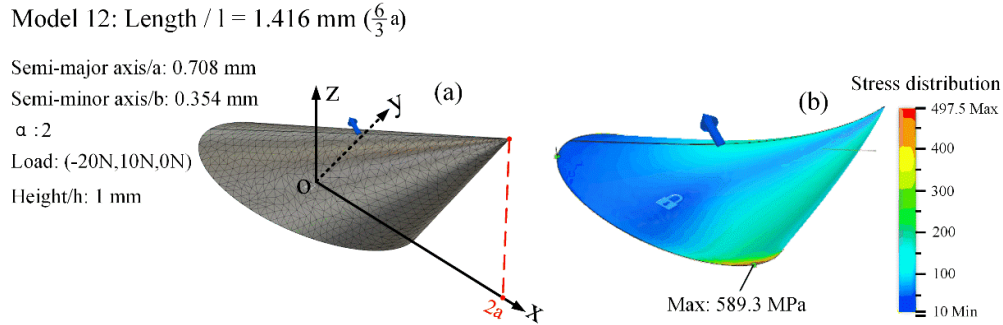 Model 12: Length / l = 1.416 mm (6/3 a)
Semi-major axis/a: 0.708 mm
Semi-minor axis/b: 0.354 mm
α :2
Load: (-20N,10N,0N)
Height/h: 1 mm
z
y
(a)
o
2a
x
(b)
Max: 589.3 MPa
Stress distribution
497.5 Max
400
300
200
100
10 Min